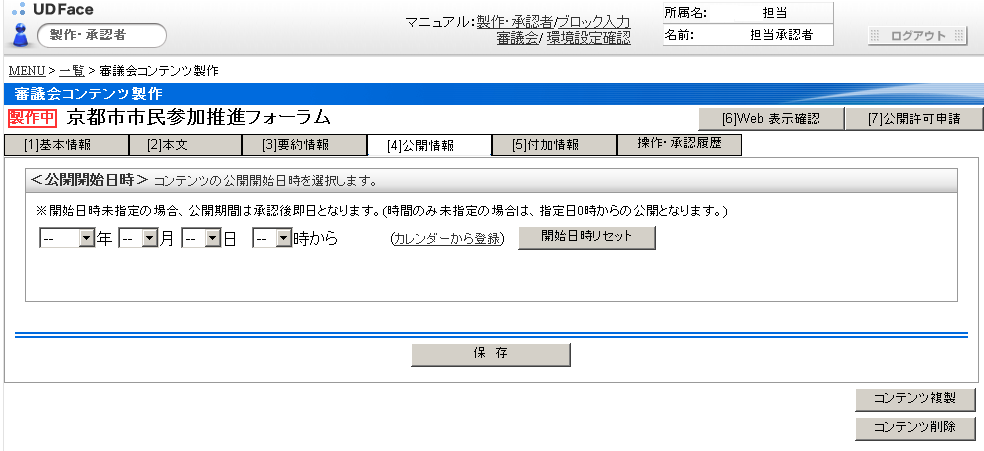 UDFace
製作・承認者
マニュアル：製作・承認者/ブロック入力
審議会/ 環境設定確認
所属名： 担当
名前： 担当承認者
ログアウト
MENU > 一覧 > 審議会コンテンツ製作
審議会コンテンツ製作
製作中 京都市市民参加推進フォーラム
[6]Web 表示確認 [7]公開許可申請
[1]基本情報 [2]本文 [3]要約情報 [4]公開情報 [5]付加情報 操作・承認履歴
＜公開開始日時＞ コンテンツの公開開始日時を選択します。
※開始日時未指定の場合、公開期間は承認後即日となります。(時間のみ未指定の場合は、指定日0時からの公開となります。)
-- 年 -- 月 -- 日 -- 時から (カレンダーから登録) 開始日時リセット
保 存
コンテンツ複製
コンテンツ削除